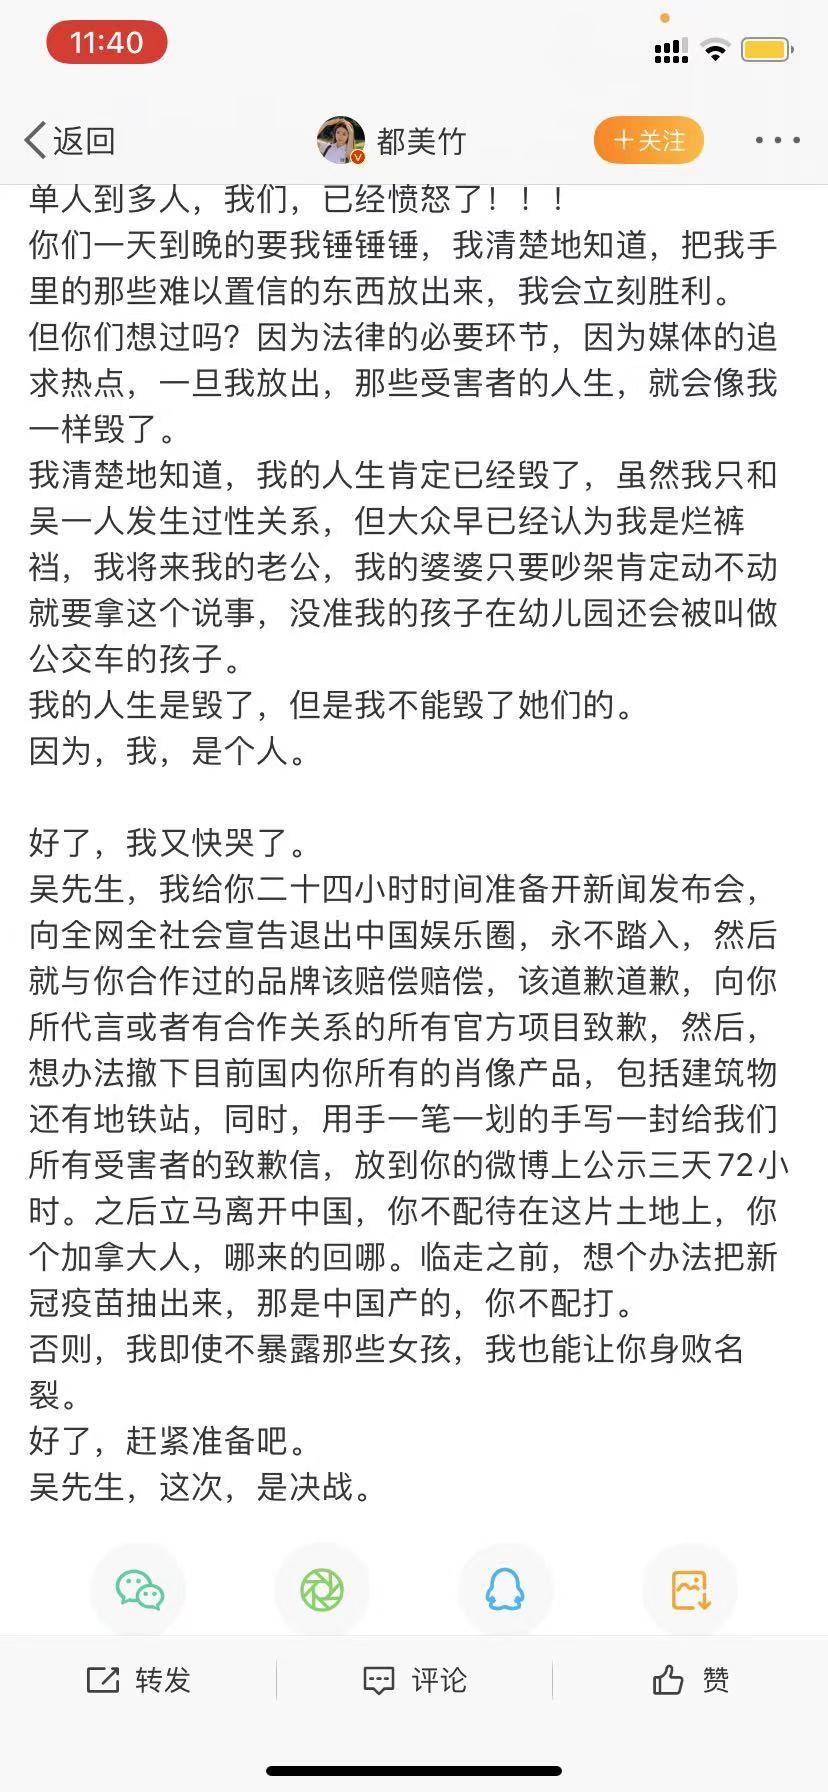 11:40
返回
都美竹
+关注
单人到多人，我们，已经愤怒了！！！
你们一天到晚的要我锤锤锤，我清楚地知道，把我手
里的那些难以置信的东西放出来，我会立刻胜利。
但你们想过吗？因为法律的必要环节，因为媒体的追
求热点，一旦我放出，那些受害者的人生，就会像我
一样毁了。
我清楚地知道，我的人生肯定已经毁了，虽然我只和
吴一人发生过性关系，但大众早已经认为我是烂裤
裆，我将来我的老公，我的婆婆只要吵架肯定动不动
就要拿这个说事，没准我的孩子在幼儿园还会被叫做
公交车的孩子。
我的人生是毁了，但是我不能毁了她们的。
因为，我，是个人。
好了，我又快哭了。
吴先生，我给你二十四小时时间准备开新闻发布会，
向全网全社会宣告退出中国娱乐圈，永不踏入，然后
就与你合作过的品牌该赔偿赔偿，该道歉道歉，向你
所代言或者有合作关系的所有官方项目致歉，然后，
想办法撤下目前国内你所有的肖像产品，包括建筑物
还有地铁站，同时，用手一笔一划的手写一封给我们
所有受害者的致歉信，放到你的微博上公示三天72小
时。之后立马离开中国，你不配待在这片土地上，你
个加拿大人，哪来的回哪。临走之前，想个办法把新
冠疫苗抽出来，那是中国产的，你不配打。
否则，我即使不暴露那些女孩，我也能让你身败名
裂。
好了，赶紧准备吧。
吴先生，这次，是决战。
转发
评论
赞